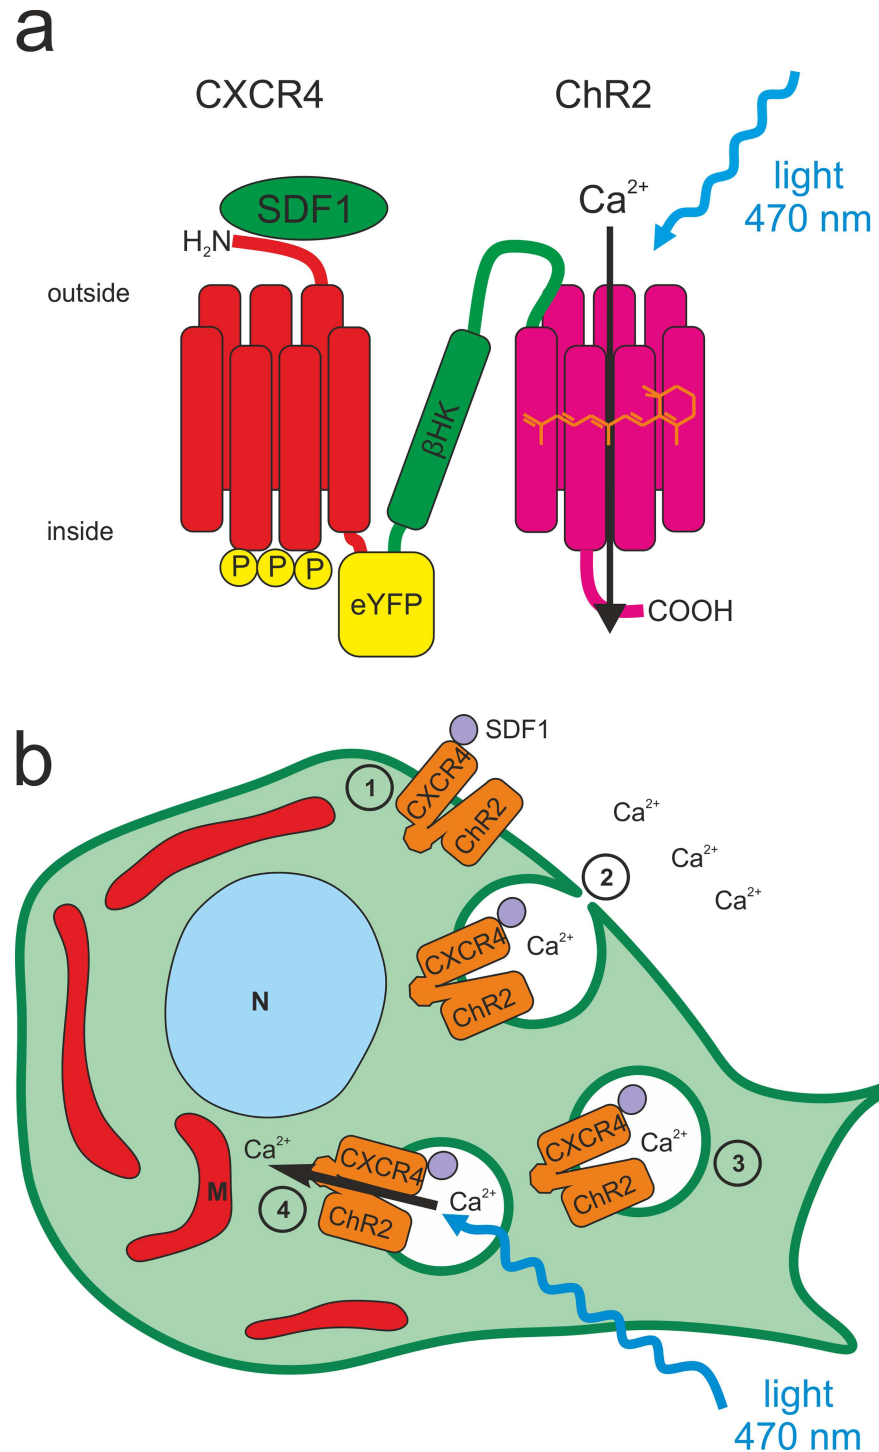 a
CXCR4
ChR2
light
470 nm
Ca²⁺
SDF1
H₂N
outside
βHK
inside
P P P
eYFP
COOH
b
SDF1
1
CXCR4
ChR2
Ca²⁺
2
Ca²⁺
Ca²⁺
CXCR4
Ca²⁺
ChR2
N
CXCR4
Ca²⁺
3
ChR2
Ca²⁺
CXCR4
M
4
Ca²⁺
ChR2
light
470 nm